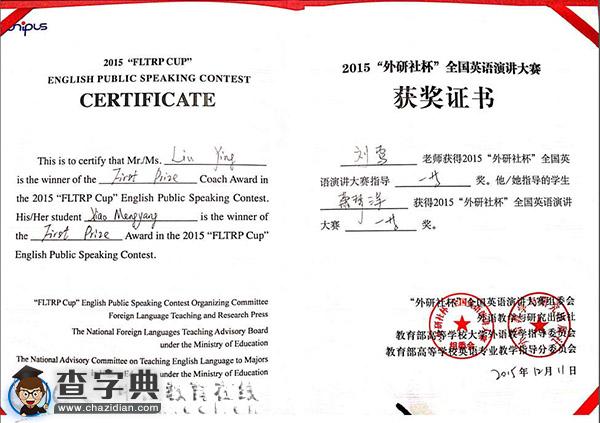 unipus
2015 “FLTRP CUP”
ENGLISH PUBLIC SPEAKING CONTEST
CERTIFICATE
This is to certify that Mr./Ms. Liu Ying
is the winner of the First Prize Coach Award in
the 2015 “FLTRP Cup” English Public Speaking Contest.
His/Her student Xiao Mengyang is the winner of
the First Prize Award in the 2015 “FLTRP Cup”
English Public Speaking Contest.
“FLTRP Cup” English Public Speaking Contest Organizing Committee
Foreign Language Teaching and Research Press
The National Foreign Languages Teaching Advisory Board
under the Ministry of Education
The National Advisory Committee on Teaching English Language to Majors
under the Ministry of Education
2015 “外研社杯” 全国英语演讲大赛
获奖证书
刘莺 老师获得2015 “外研社杯” 全国英
语演讲大赛指导 一等 奖。他/她指导的学生
获得2015 “外研社杯” 全国英语演讲
大赛 一等 奖。
“外研社杯” 全国英语演讲大赛组委会
外语教学与研究出版社
教育部高等学校大学外语教学指导委员会
教育部高等学校英语专业教学指导分委员会
组委会
2015年12月11日
查字典
www.chazidian.com
教育在线